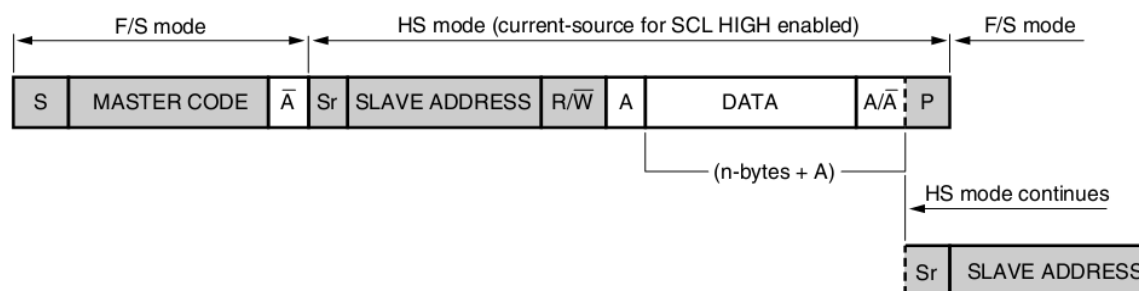 F/S mode HS mode (current-source for SCL HIGH enabled) F/S mode
S MASTER CODE A̅ Sr SLAVE ADDRESS R/W̅ A DATA A/A̅ P
(n-bytes + A)
HS mode continues
Sr SLAVE ADDRESS